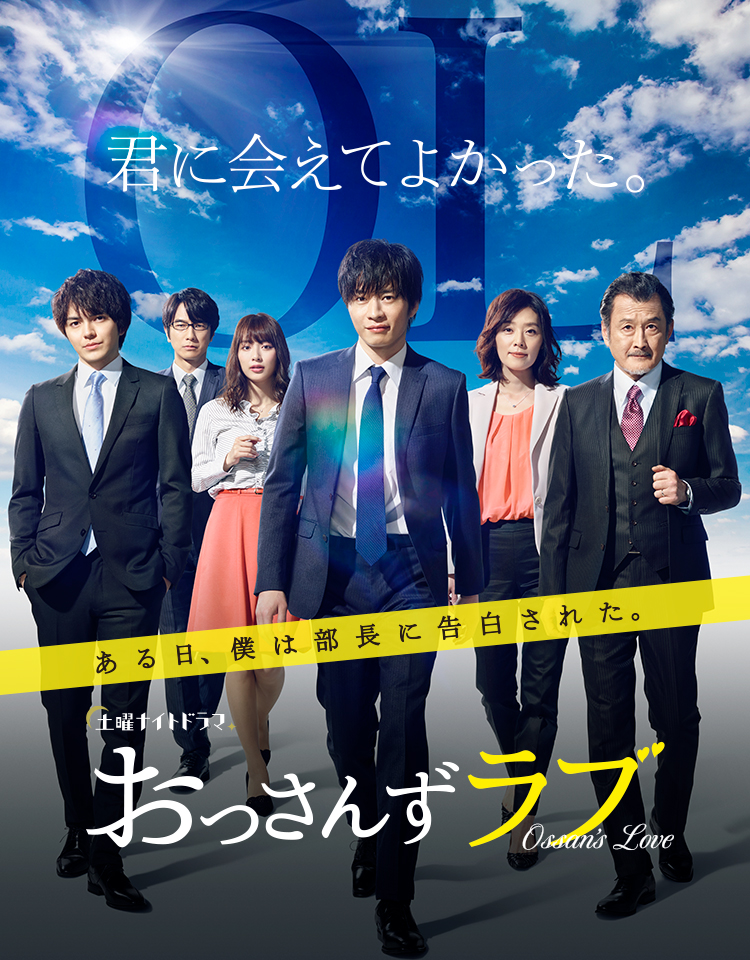 OL
君に会えてよかった。
ある日、僕は部長に告白された。
土曜ナイトドラマ
おっさんずラブ
Ossan's Love